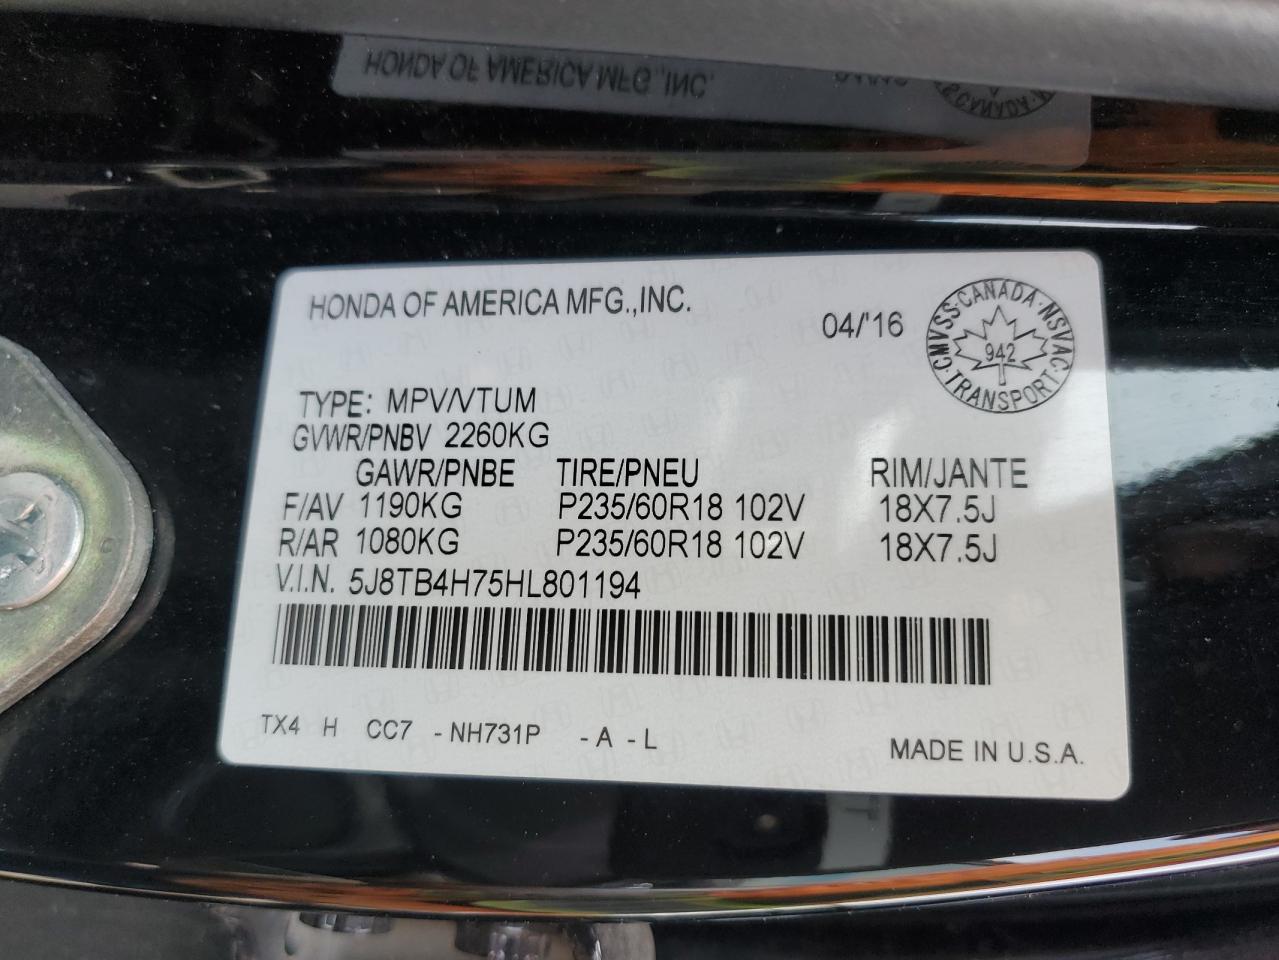 HONDA OF AMERICA MFG., INC.
HONDA OF AMERICA MFG.,INC.
04/'16
CMVSS·CANADA·NSVAC
942
·TRANSPORT·
TYPE: MPV/VTUM
GVWR/PNBV 2260KG
GAWR/PNBE TIRE/PNEU RIM/JANTE
F/AV 1190KG P235/60R18 102V 18X7.5J
R/AR 1080KG P235/60R18 102V 18X7.5J
V.I.N. 5J8TB4H75HL801194
TX4 H CC7 -NH731P -A -L
MADE IN U.S.A.